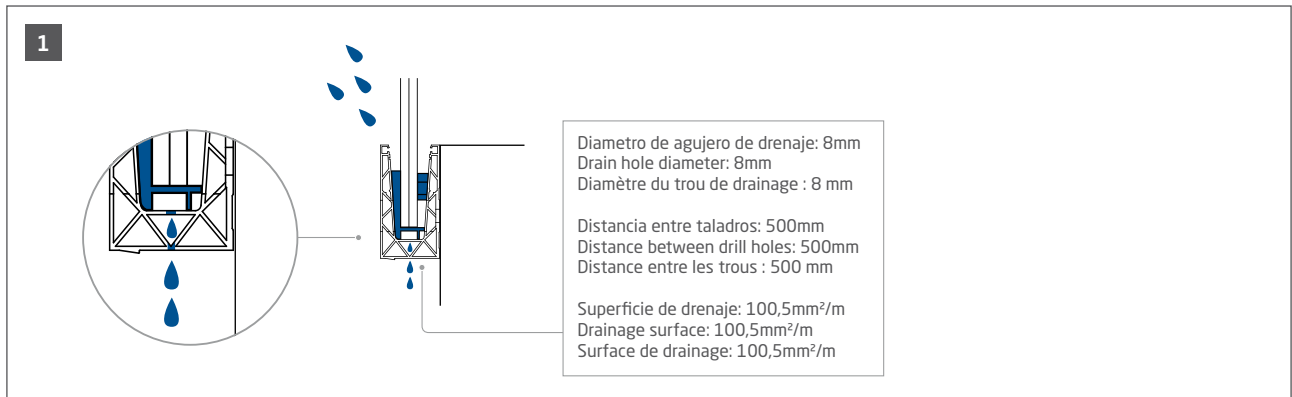 1
Diametro de agujero de drenaje: 8mm
Drain hole diameter: 8mm
Diamètre du trou de drainage : 8 mm
Distancia entre taladros: 500mm
Distance between drill holes: 500mm
Distance entre les trous : 500 mm
Superficie de drenaje: 100,5mm²/m
Drainage surface: 100,5mm²/m
Surface de drainage: 100,5mm²/m